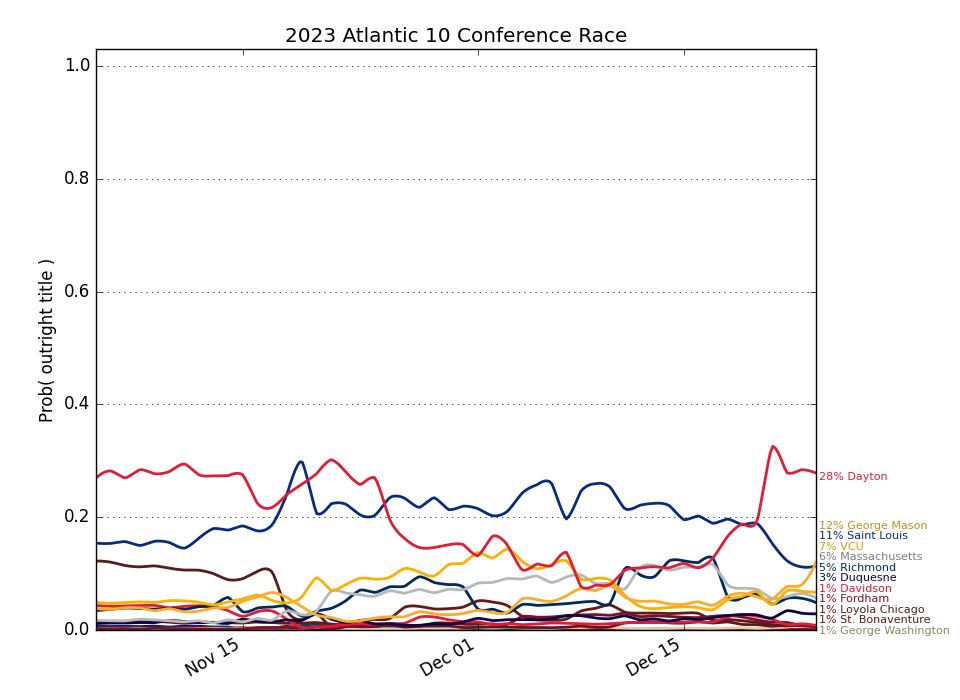 2023 Atlantic 10 Conference Race
Prob( outright title )
1.0
0.8
0.6
0.4
0.2
0.0
Nov 15
Dec 01
Dec 15
28% Dayton
12% George Mason
11% Saint Louis
7% VCU
6% Massachusetts
5% Richmond
3% Duquesne
1% Davidson
1% Fordham
1% Loyola Chicago
1% St. Bonaventure
1% George Washington